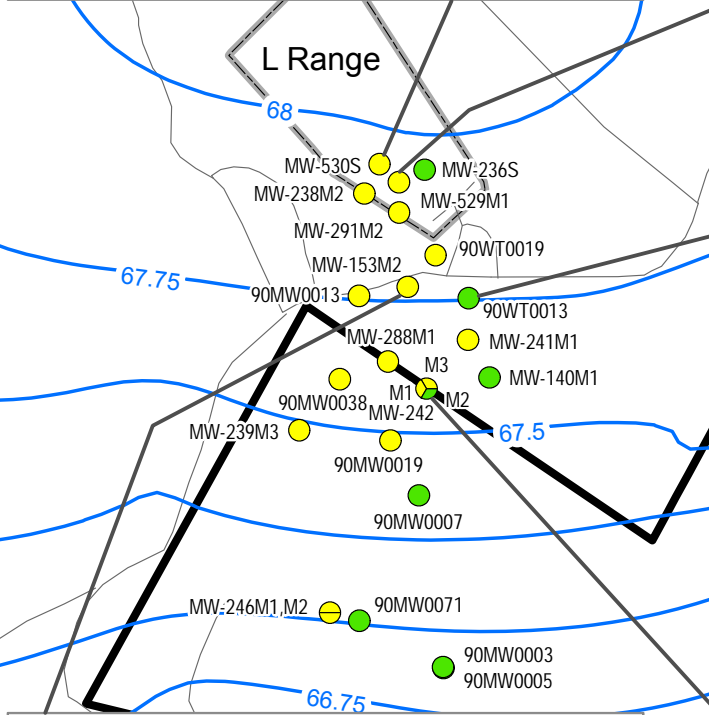 L Range
68
MW-530S
MW-236S
MW-238M2
MW-529M1
MW-291M2
90WT0019
MW-153M2
67.75
90MW0013
90WT0013
MW-288M1
MW-241M1
M3
MW-140M1
M1
M2
90MW0038
MW-242
MW-239M3
67.5
90MW0019
90MW0007
MW-246M1,M2
90MW0071
90MW0003
90MW0005
66.75